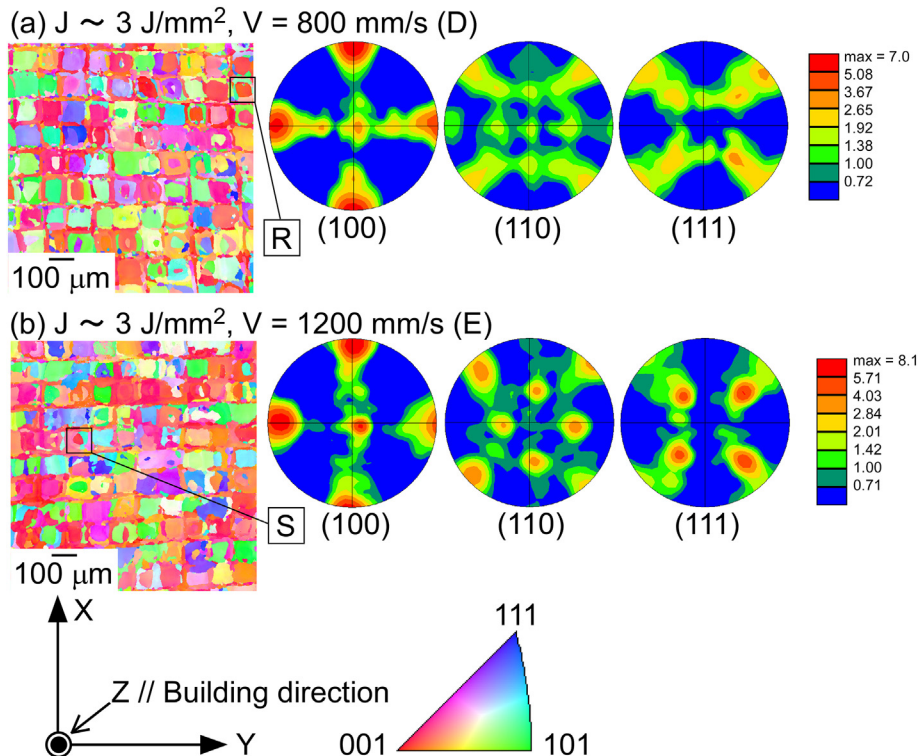 (a) J ~ 3 J/mm², V = 800 mm/s (D)
max = 7.0
5.08
3.67
2.65
1.92
1.38
1.00
0.72
R
(100)
(110)
(111)
100 μm
(b) J ~ 3 J/mm², V = 1200 mm/s (E)
max = 8.1
5.71
4.03
2.84
2.01
1.42
1.00
0.71
S
(100)
(110)
(111)
100 μm
X
111
Z // Building direction
Y
001
101